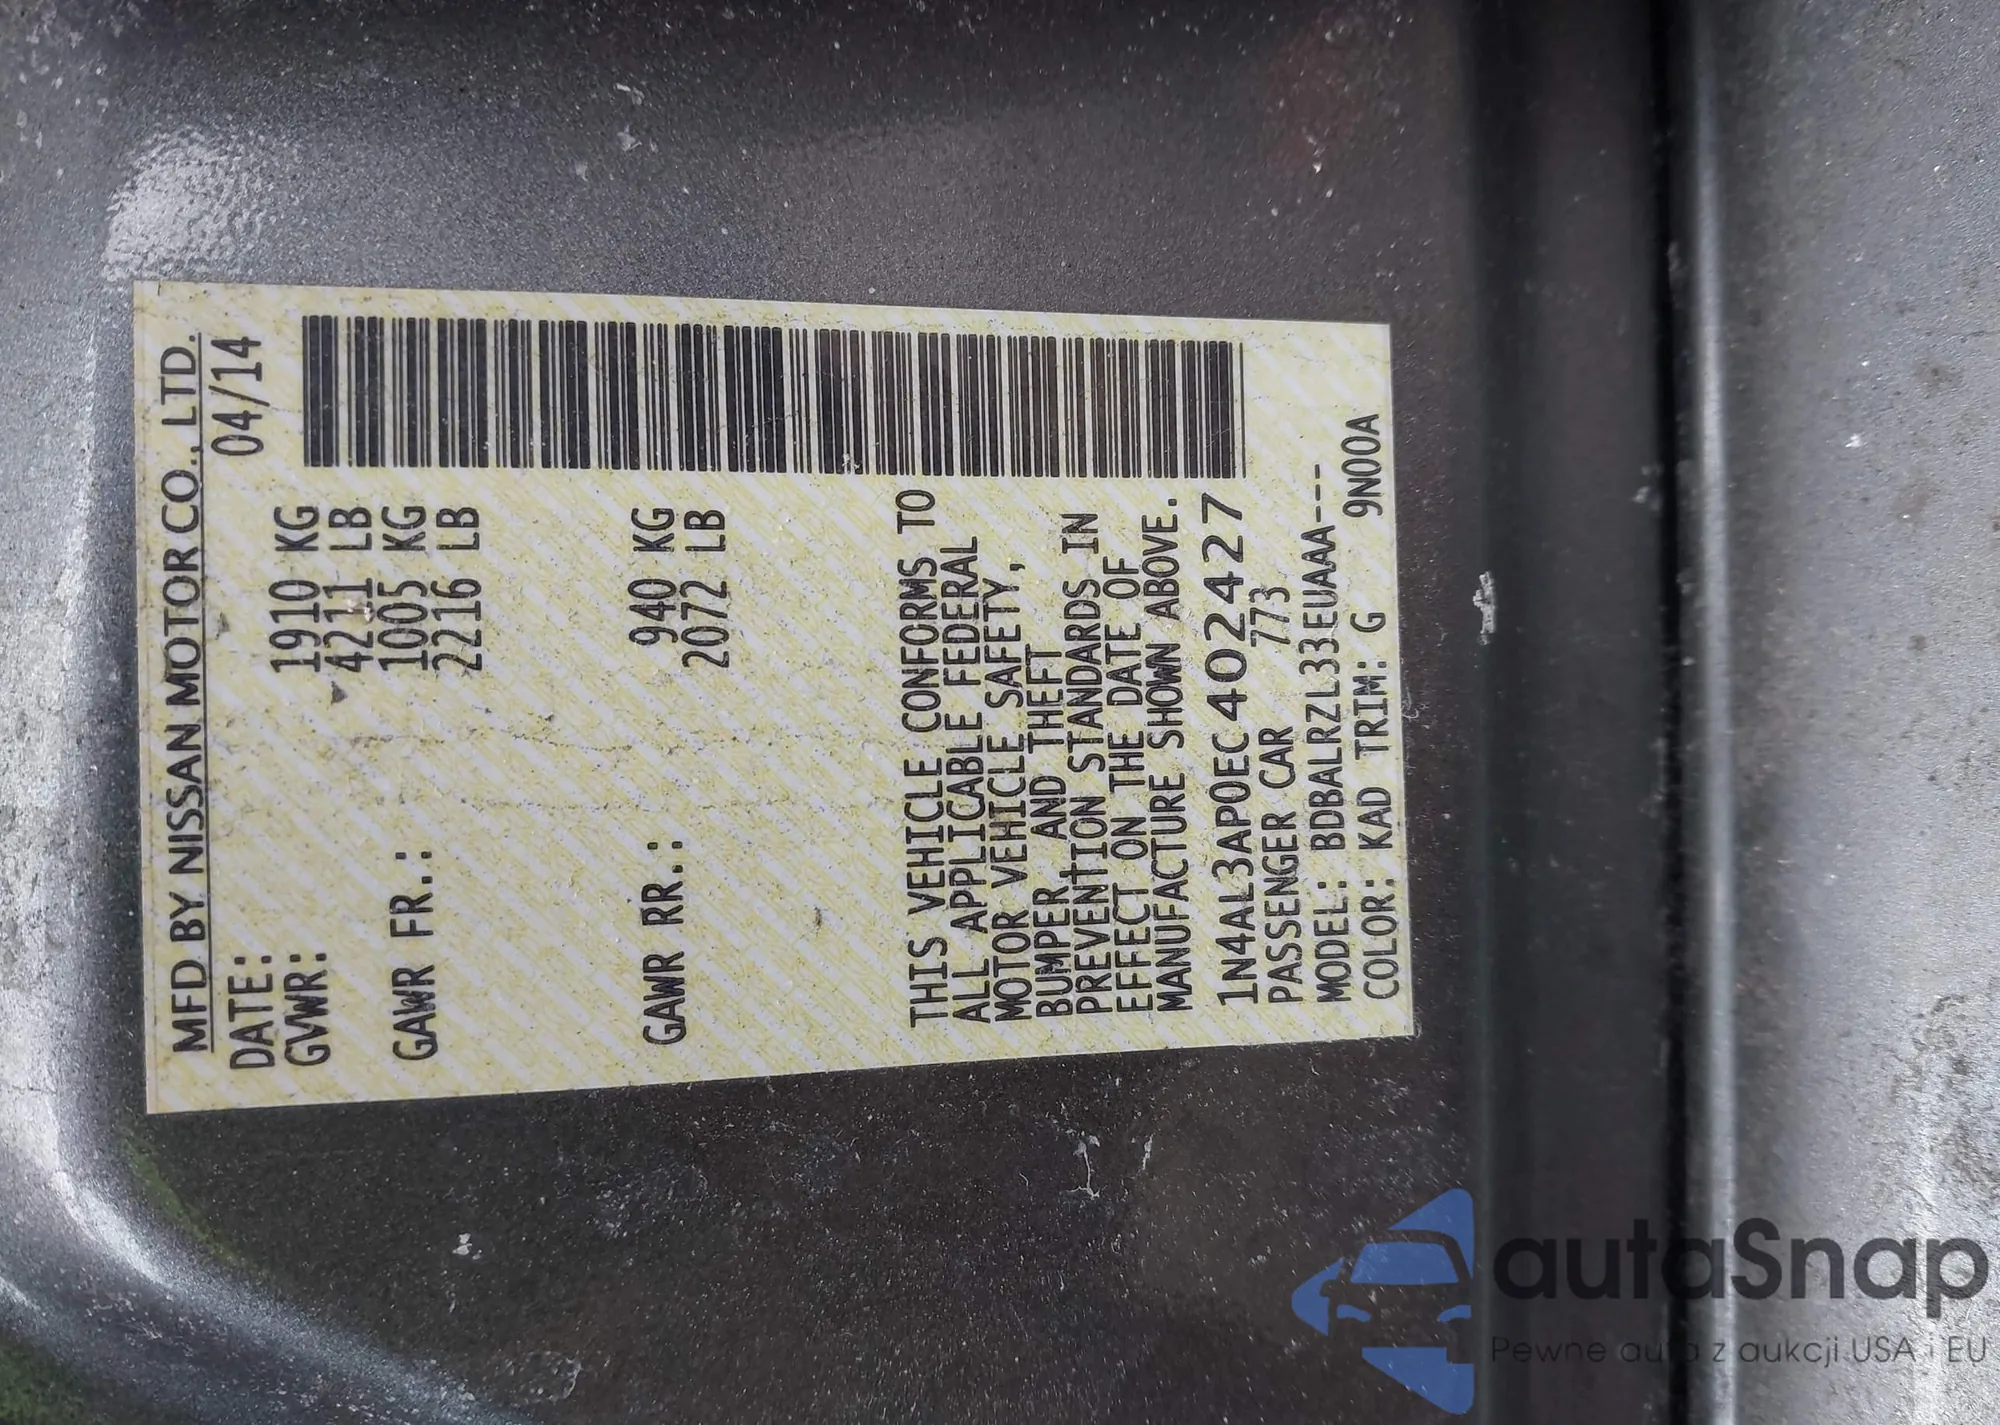 MFD BY NISSAN MOTOR CO., LTD.
DATE: 04/14
GVWR: 1910 KG
4211 LB
GAWR FR.: 1005 KG
2216 LB
GAWR RR.: 940 KG
2072 LB
THIS VEHICLE CONFORMS TO
ALL APPLICABLE FEDERAL
MOTOR VEHICLE SAFETY,
BUMPER AND THEFT
PREVENTION STANDARDS IN
EFFECT ON THE DATE OF
MANUFACTURE SHOWN ABOVE.
1N4AL3AP0EC402427
PASSENGER CAR 773
MODEL: BDBALRZL33EUAAA---
COLOR: KAD TRIM: G 9N00A
autaSnap
Pewne auta z aukcji USA i EU